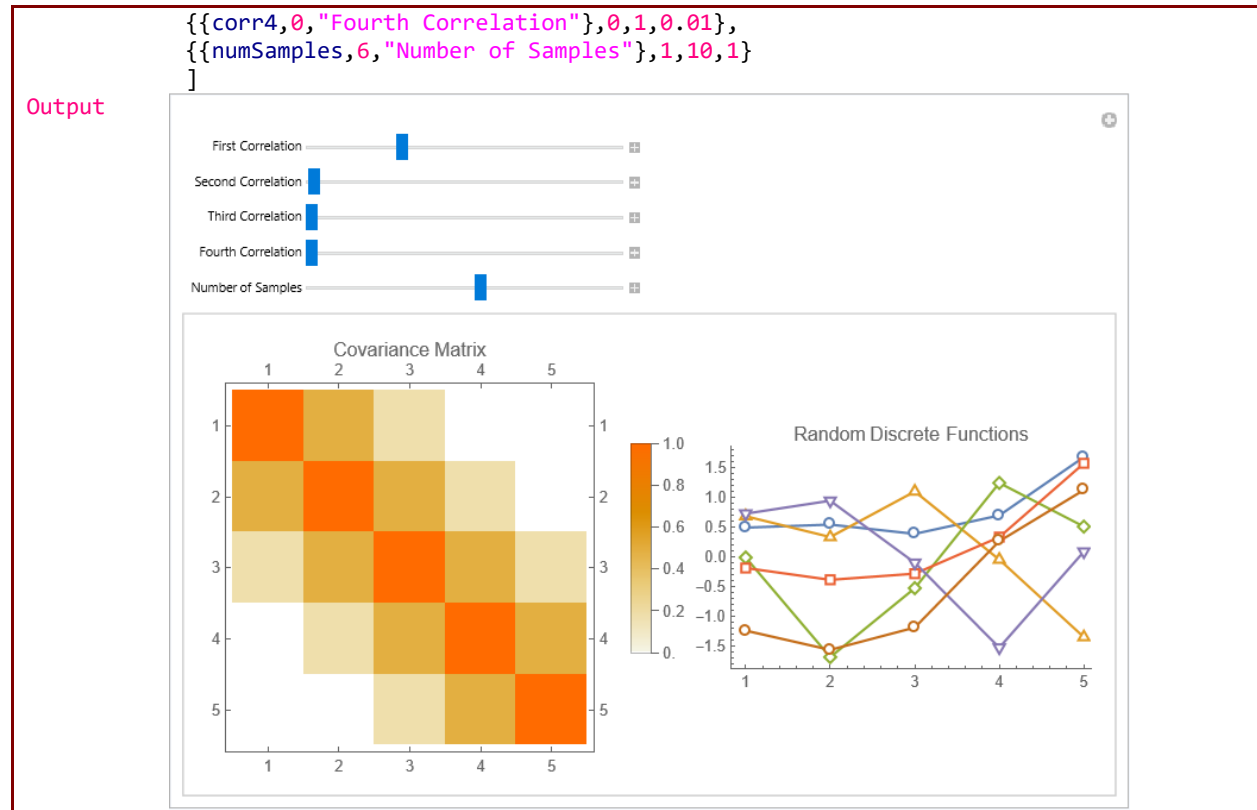 {{corr4,0,"Fourth Correlation"},0,1,0.01},
{{numSamples,6,"Number of Samples"},1,10,1}
]
Output
First Correlation
Second Correlation
Third Correlation
Fourth Correlation
Number of Samples
Covariance Matrix
1 2 3 4 5
1 1
2 2
3 3
4 4
5 5
1 2 3 4 5
1.0
0.8
0.6
0.4
0.2
0.
Random Discrete Functions
1.5
1.0
0.5
0.0
−0.5
−1.0
−1.5
1 2 3 4 5